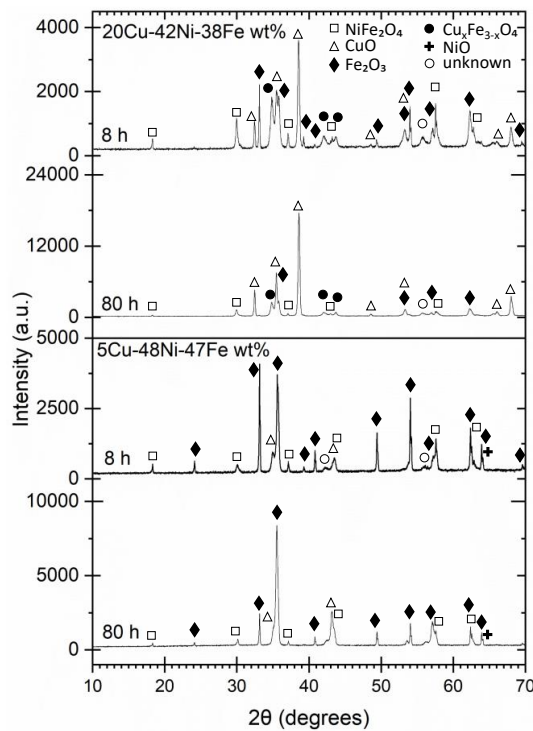 20Cu-42Ni-38Fe wt%
□ NiFe₂O₄
● CuₓFe₃₋ₓO₄
△ CuO
✚ NiO
◆ Fe₂O₃
○ unknown
4000
2000
0
8 h
24000
12000
0
80 h
5Cu-48Ni-47Fe wt%
5000
2500
0
8 h
10000
5000
2500
0
80 h
Intensity (a.u.)
10 20 30 40 50 60 70
2θ (degrees)